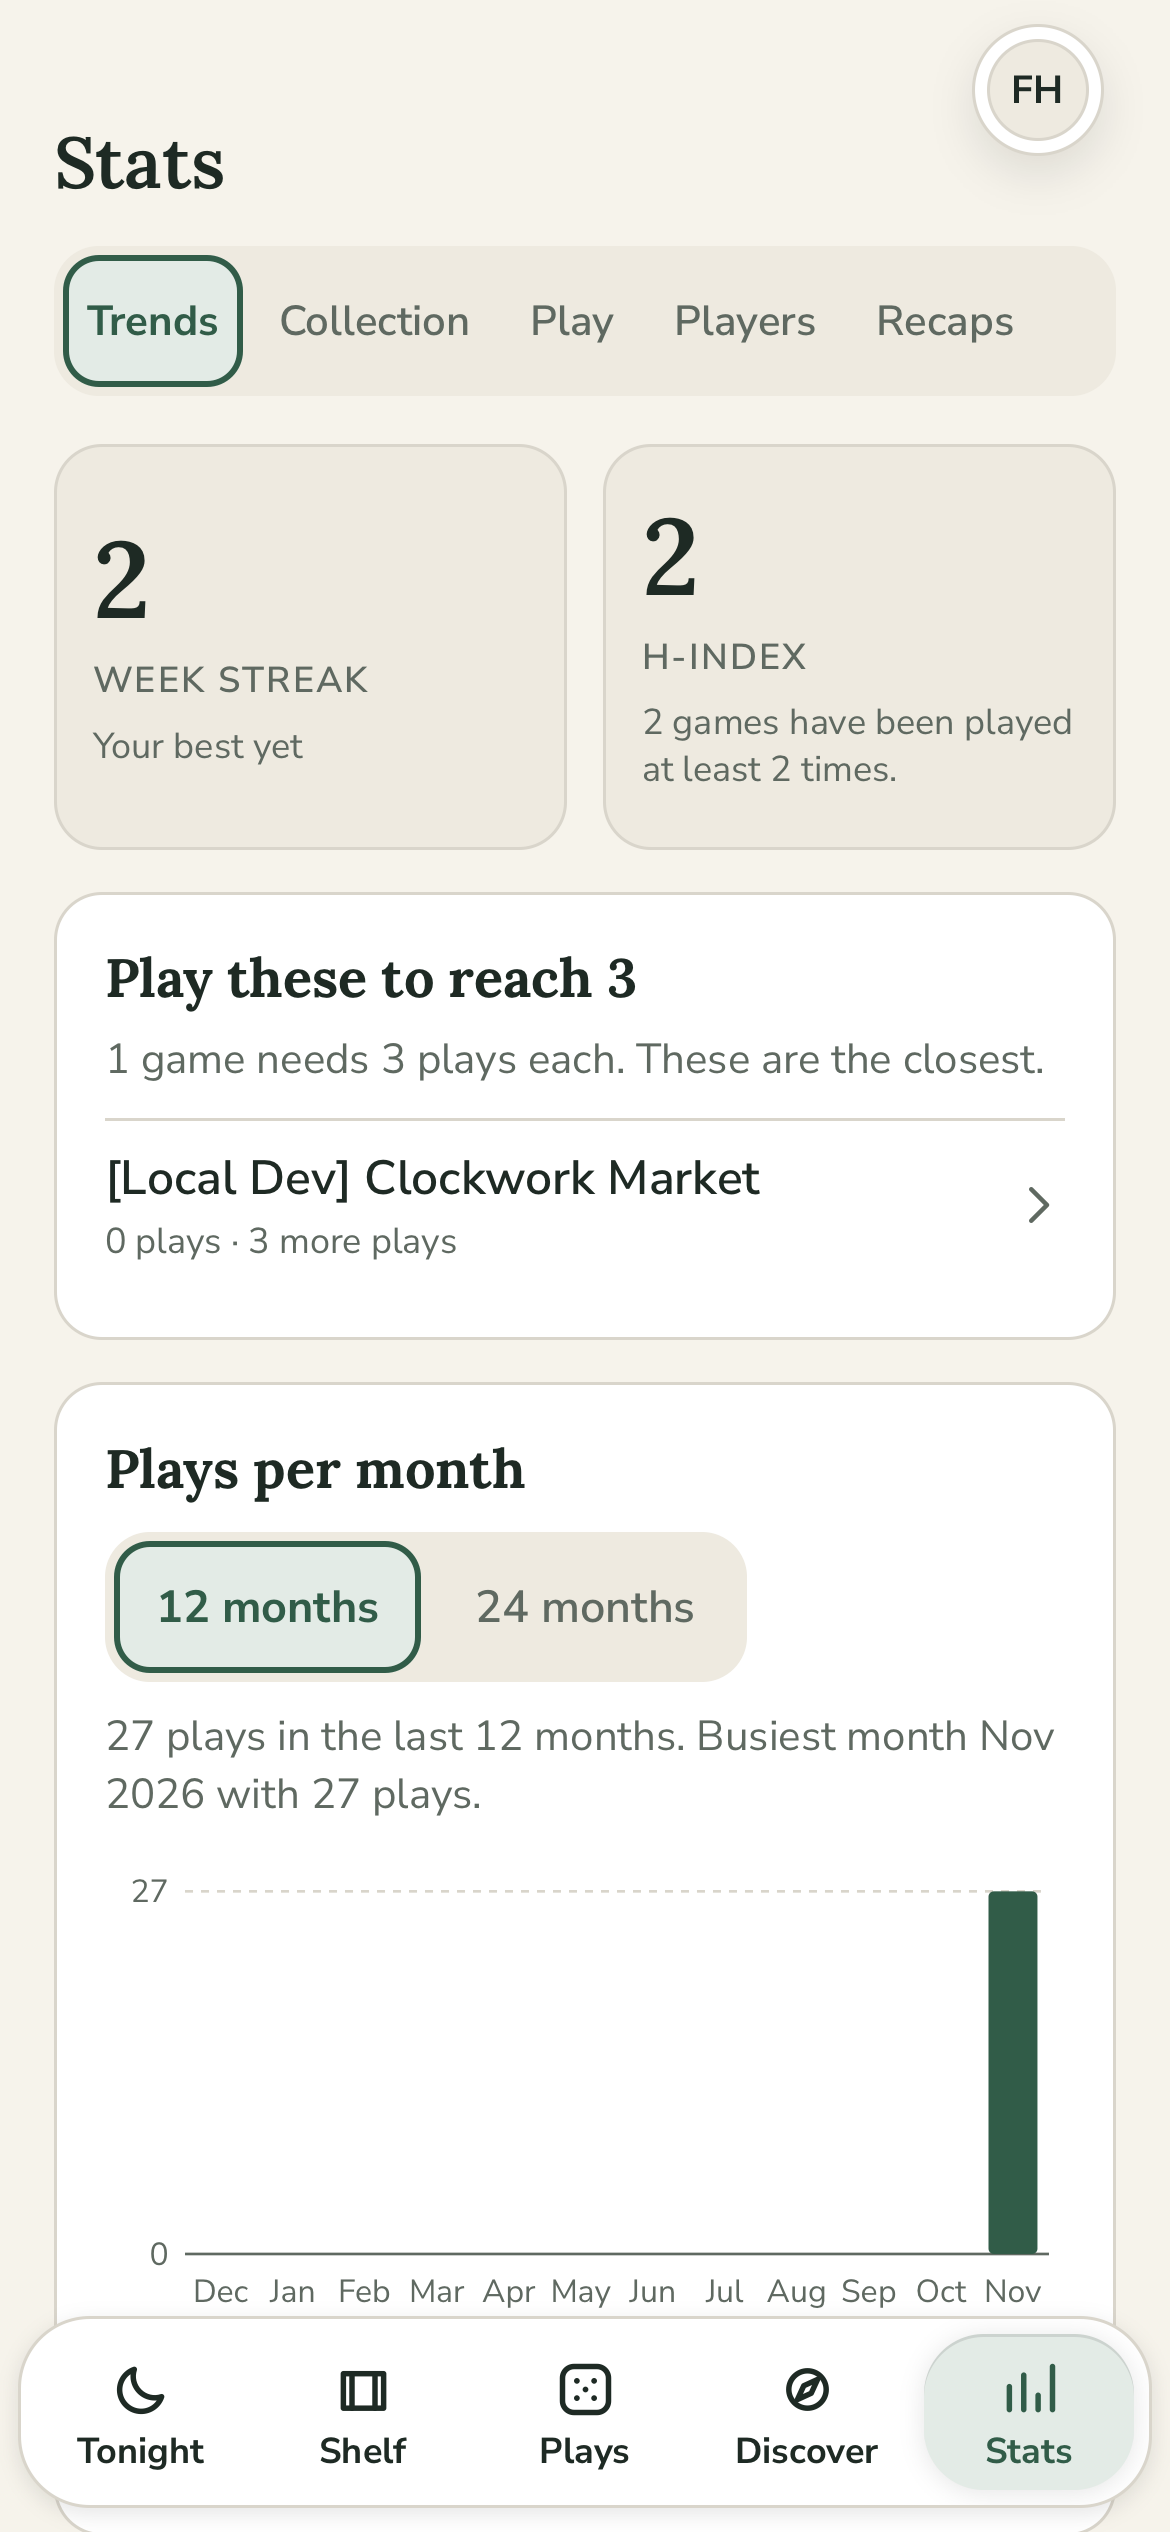 FH
Stats
Trends Collection Play Players Recaps
2
WEEK STREAK
Your best yet
2
H-INDEX
2 games have been played
at least 2 times.
Play these to reach 3
1 game needs 3 plays each. These are the closest.
[Local Dev] Clockwork Market
0 plays · 3 more plays
Plays per month
12 months 24 months
27 plays in the last 12 months. Busiest month Nov
2026 with 27 plays.
27
0
Dec Jan Feb Mar Apr May Jun Jul Aug Sep Oct Nov
Tonight Shelf Plays Discover Stats